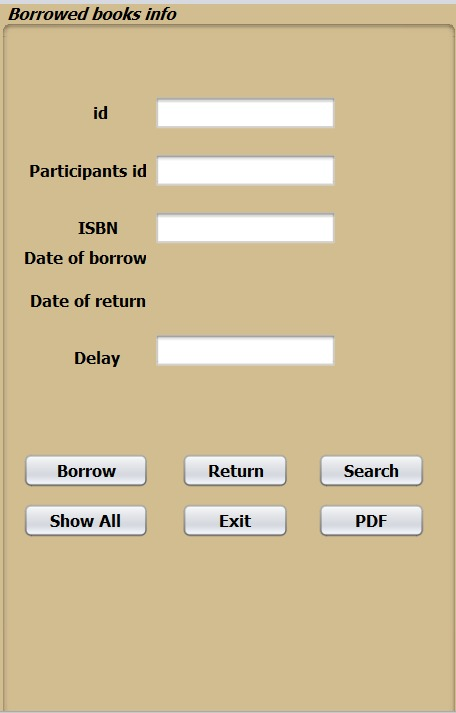 Borrowed books info
id
Participants id
ISBN
Date of borrow
Date of return
Delay
Borrow Return Search
Show All Exit PDF